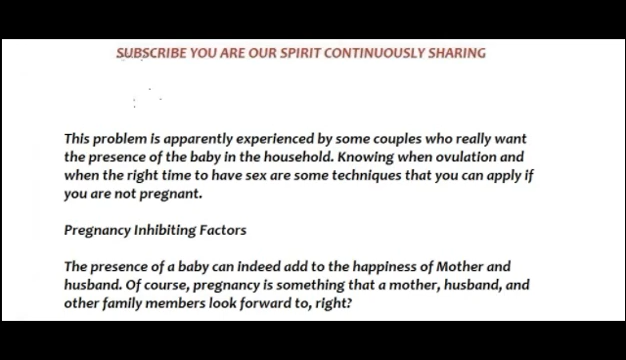 SUBSCRIBE YOU ARE OUR SPIRIT CONTINUOUSLY SHARING
This problem is apparently experienced by some couples who really want
the presence of the baby in the household. Knowing when ovulation and
when the right time to have sex are some techniques that you can apply if
you are not pregnant.
Pregnancy Inhibiting Factors
The presence of a baby can indeed add to the happiness of Mother and
husband. Of course, pregnancy is something that a mother, husband, and
other family members look forward to, right?